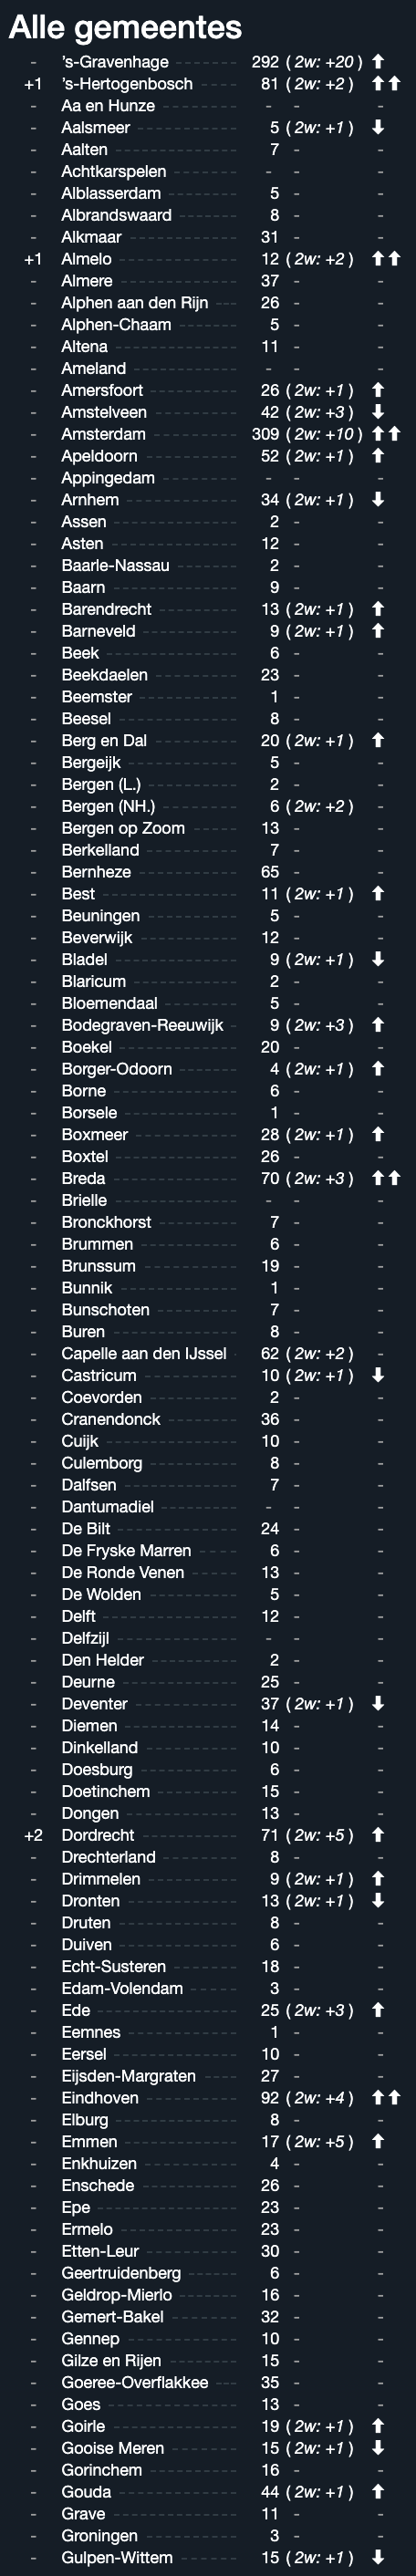 Alle gemeentes
- 's-Gravenhage 292 ( 2w: +20 ) ⬆
+1 's-Hertogenbosch 81 ( 2w: +2 ) ⬆⬆
- Aa en Hunze - - -
- Aalsmeer 5 ( 2w: +1 ) ⬇
- Aalten 7 - -
- Achtkarspelen - - -
- Alblasserdam 5 - -
- Albrandswaard 8 - -
- Alkmaar 31 - -
+1 Almelo 12 ( 2w: +2 ) ⬆⬆
- Almere 37 - -
- Alphen aan den Rijn 26 - -
- Alphen-Chaam 5 - -
- Altena 11 - -
- Ameland - - -
- Amersfoort 26 ( 2w: +1 ) ⬆
- Amstelveen 42 ( 2w: +3 ) ⬇
- Amsterdam 309 ( 2w: +10 ) ⬆⬆
- Apeldoorn 52 ( 2w: +1 ) ⬆
- Appingedam - - -
- Arnhem 34 ( 2w: +1 ) ⬇
- Assen 2 - -
- Asten 12 - -
- Baarle-Nassau 2 - -
- Baarn 9 - -
- Barendrecht 13 ( 2w: +1 ) ⬆
- Barneveld 9 ( 2w: +1 ) ⬆
- Beek 6 - -
- Beekdaelen 23 - -
- Beemster 1 - -
- Beesel 8 - -
- Berg en Dal 20 ( 2w: +1 ) ⬆
- Bergeijk 5 - -
- Bergen (L.) 2 - -
- Bergen (NH.) 6 ( 2w: +2 ) -
- Bergen op Zoom 13 - -
- Berkelland 7 - -
- Bernheze 65 - -
- Best 11 ( 2w: +1 ) ⬆
- Beuningen 5 - -
- Beverwijk 12 - -
- Bladel 9 ( 2w: +1 ) ⬇
- Blaricum 2 - -
- Bloemendaal 5 - -
- Bodegraven-Reeuwijk 9 ( 2w: +3 ) ⬆
- Boekel 20 - -
- Borger-Odoorn 4 ( 2w: +1 ) ⬆
- Borne 6 - -
- Borsele 1 - -
- Boxmeer 28 ( 2w: +1 ) ⬆
- Boxtel 26 - -
- Breda 70 ( 2w: +3 ) ⬆⬆
- Brielle - - -
- Bronckhorst 7 - -
- Brummen 6 - -
- Brunssum 19 - -
- Bunnik 1 - -
- Bunschoten 7 - -
- Buren 8 - -
- Capelle aan den IJssel 62 ( 2w: +2 ) -
- Castricum 10 ( 2w: +1 ) ⬇
- Coevorden 2 - -
- Cranendonck 36 - -
- Cuijk 10 - -
- Culemborg 8 - -
- Dalfsen 7 - -
- Dantumadiel - - -
- De Bilt 24 - -
- De Fryske Marren 6 - -
- De Ronde Venen 13 - -
- De Wolden 5 - -
- Delft 12 - -
- Delfzijl - - -
- Den Helder 2 - -
- Deurne 25 - -
- Deventer 37 ( 2w: +1 ) ⬇
- Diemen 14 - -
- Dinkelland 10 - -
- Doesburg 6 - -
- Doetinchem 15 - -
- Dongen 13 - -
+2 Dordrecht 71 ( 2w: +5 ) ⬆
- Drechterland 8 - -
- Drimmelen 9 ( 2w: +1 ) ⬆
- Dronten 13 ( 2w: +1 ) ⬇
- Druten 8 - -
- Duiven 6 - -
- Echt-Susteren 18 - -
- Edam-Volendam 3 - -
- Ede 25 ( 2w: +3 ) ⬆
- Eemnes 1 - -
- Eersel 10 - -
- Eijsden-Margraten 27 - -
- Eindhoven 92 ( 2w: +4 ) ⬆⬆
- Elburg 8 - -
- Emmen 17 ( 2w: +5 ) ⬆
- Enkhuizen 4 - -
- Enschede 26 - -
- Epe 23 - -
- Ermelo 23 - -
- Etten-Leur 30 - -
- Geertruidenberg 6 - -
- Geldrop-Mierlo 16 - -
- Gemert-Bakel 32 - -
- Gennep 10 - -
- Gilze en Rijen 15 - -
- Goeree-Overflakkee 35 - -
- Goes 13 - -
- Goirle 19 ( 2w: +1 ) ⬆
- Gooise Meren 15 ( 2w: +1 ) ⬇
- Gorinchem 16 - -
- Gouda 44 ( 2w: +1 ) ⬆
- Grave 11 - -
- Groningen 3 - -
- Gulpen-Wittem 15 ( 2w: +1 ) ⬇